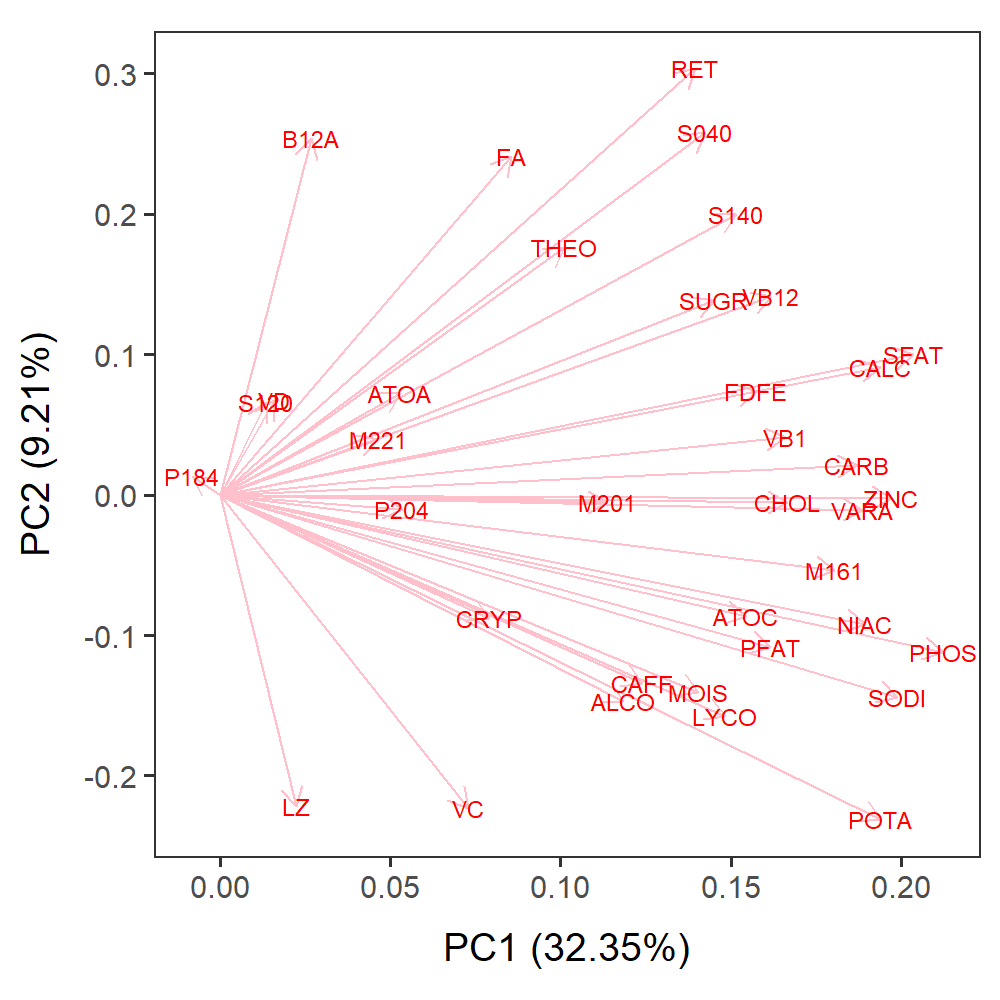 0.3
0.2
0.1
0.0
-0.1
-0.2
PC2 (9.21%)
RET
S040
B12A
FA
S140
THEO
SUGR
VB12
SFAT
CALC
FDFE
ATOA
S120
VD
M221
VB1
CARB
P184
ZINC
M201
CHOL
VARA
P204
M161
ATOC
CRYP
NIAC
PFAT
PHOS
CAFF
MOIS
SODI
ALCO
LYCO
LZ
VC
POTA
0.00 0.05 0.10 0.15 0.20
PC1 (32.35%)